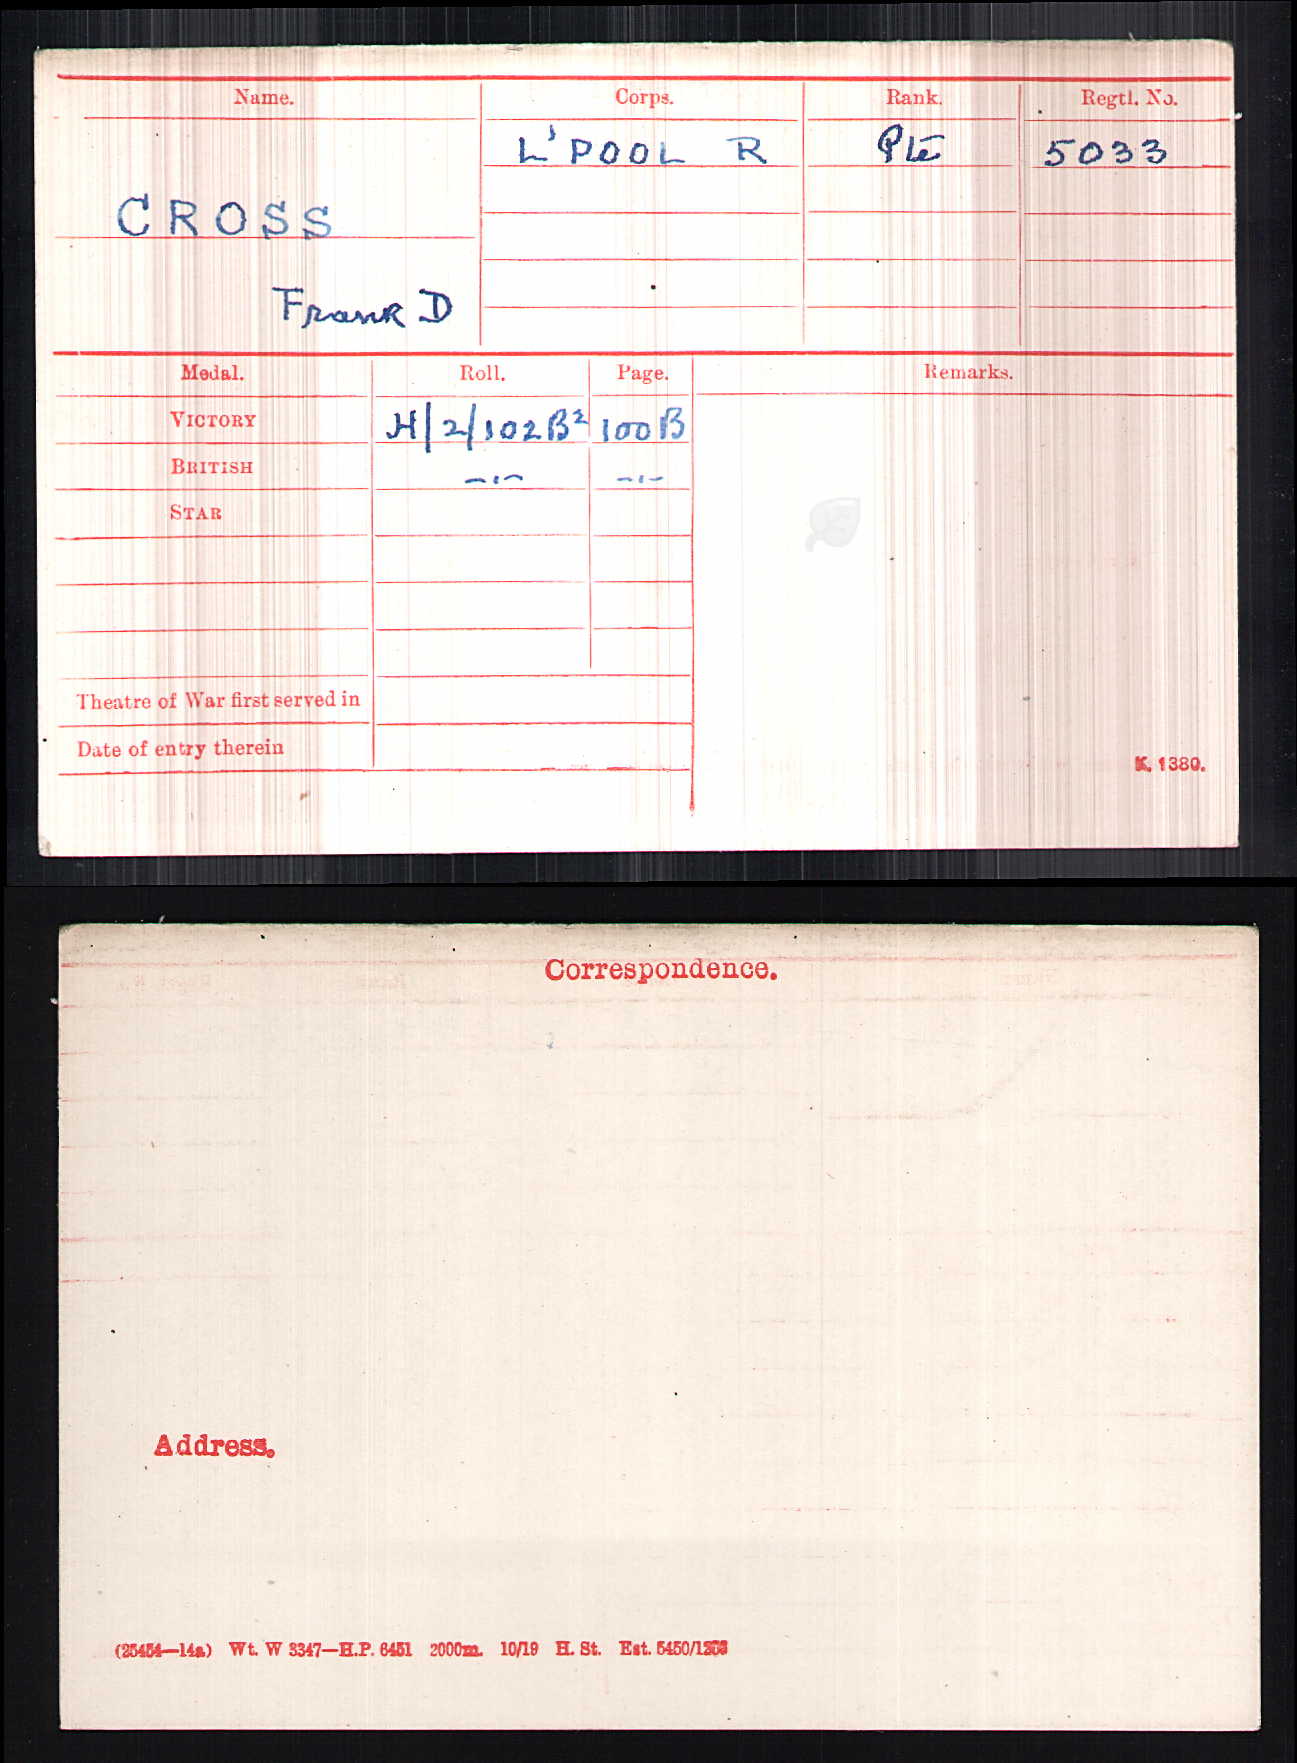 Name. Corps. Rank. Regtl. No.
L'POOL R Pte 5033
CROSS
Frank D
Medal. Roll. Page. Remarks.
VICTORY H/2/102B² 100B
BRITISH -"- -"-
STAR
Theatre of War first served in
Date of entry therein
K. 1380.
Correspondence.
Address.
(25454—14a) Wt. W 3347—H.P. 6451 2000m. 10/19 H. St. Est. 5450/